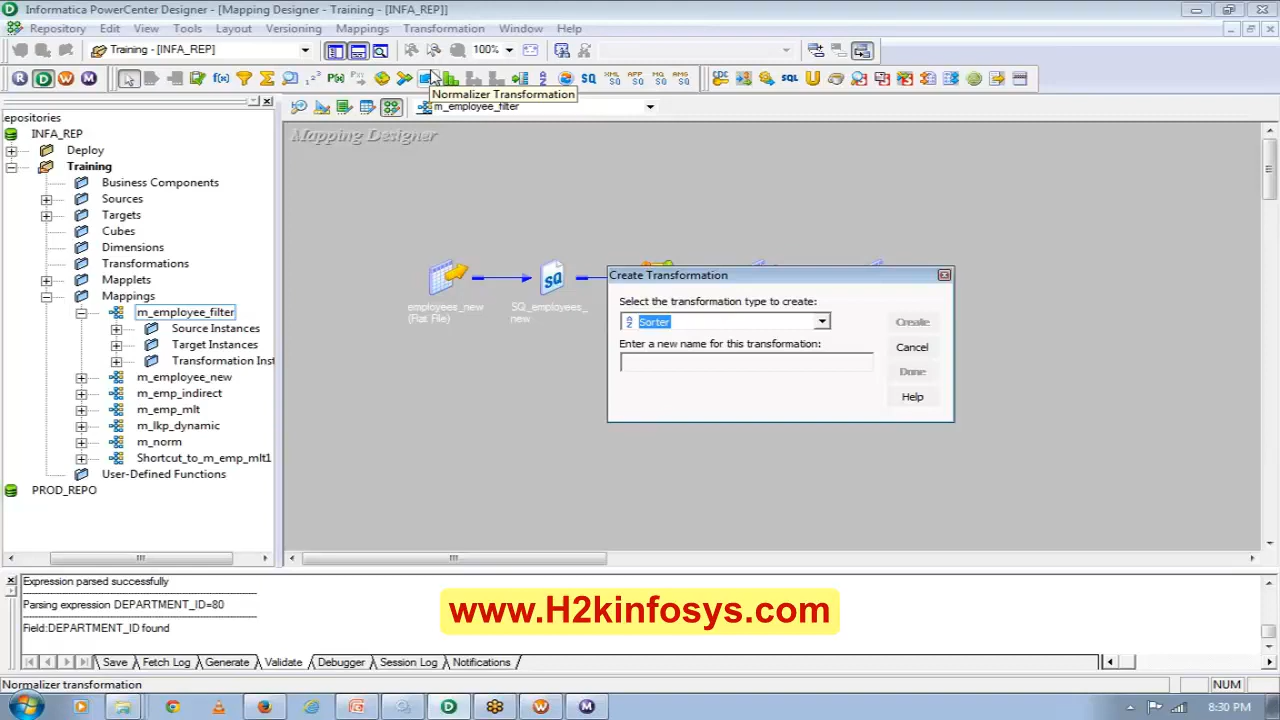 Informatica PowerCenter Designer - [Mapping Designer - Training - [INFA_REP]]
Repository Edit View Tools Layout Versioning Mappings Transformation Window Help
Training - [INFA_REP] 100%
Normalizer Transformation
m_employee_filter
epositories
INFA_REP
Deploy
Training
Business Components
Sources
Targets
Cubes
Dimensions
Transformations
Mapplets
Mappings
m_employee_filter
Source Instances
Target Instances
Transformation Inst
m_employee_new
m_emp_indirect
m_emp_mlt
m_lkp_dynamic
m_norm
Shortcut_to_m_emp_mlt1
User-Defined Functions
PROD_REPO
Mapping Designer
employees_new
(Flat File)
SQ
SQ_employees_
new
Create Transformation
Select the transformation type to create:
Sorter
Create
Enter a new name for this transformation:
Cancel
Done
Help
Expression parsed successfully
Parsing expression DEPARTMENT_ID=80
Field:DEPARTMENT_ID found
www.H2kinfosys.com
Save Fetch Log Generate Validate Debugger Session Log Notifications
Normalizer transformation
NUM
8:30 PM